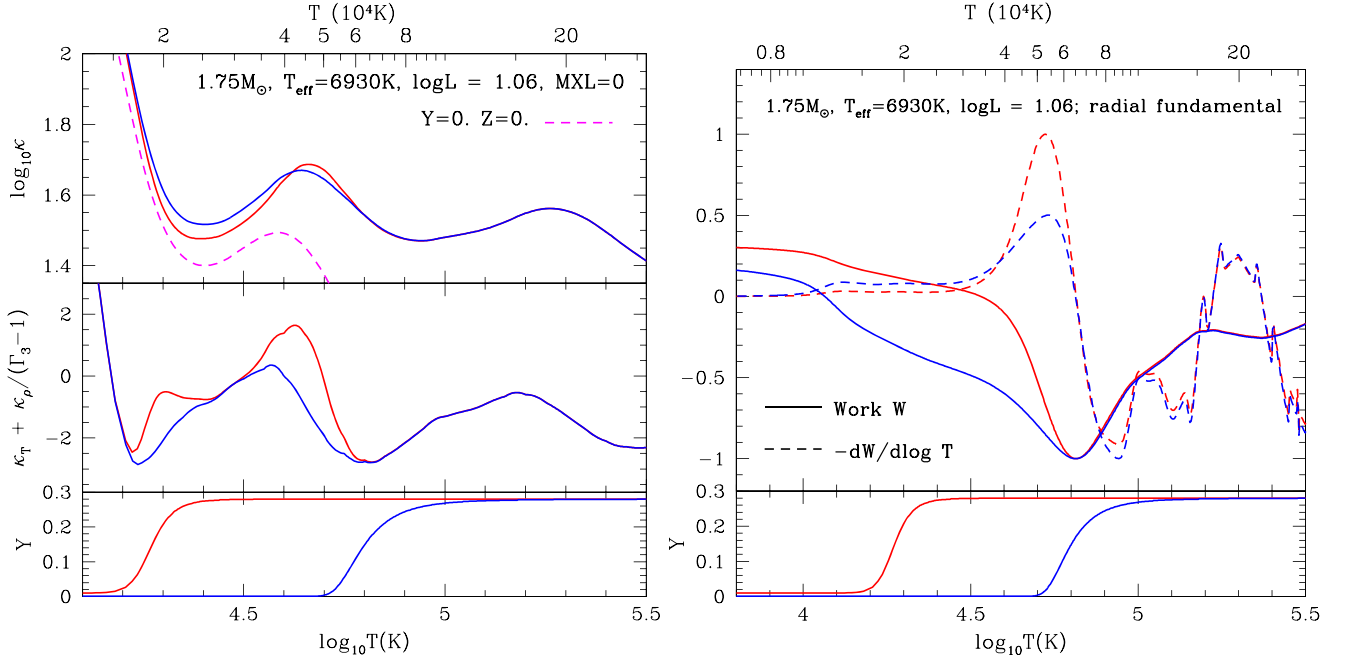 T (10⁴K)
2 4 5 6 8 20
2
1.75M☉, Teff=6930K, logL = 1.06, MXL=0
Y=0. Z=0.
1.8
log₁₀κ
1.6
1.4
2
κT + κρ/(Γ₃−1)
0
−2
0.3
0.2
Y
0.1
0
4.5 5 5.5
log₁₀T(K)
T (10⁴K)
0.8 2 4 5 6 8 20
1.75M☉, Teff=6930K, logL = 1.06; radial fundamental
1
0.5
0
−0.5
Work W
−dW/dlog T
−1
0.3
0.2
Y
0.1
0
4 4.5 5 5.5
log₁₀T(K)